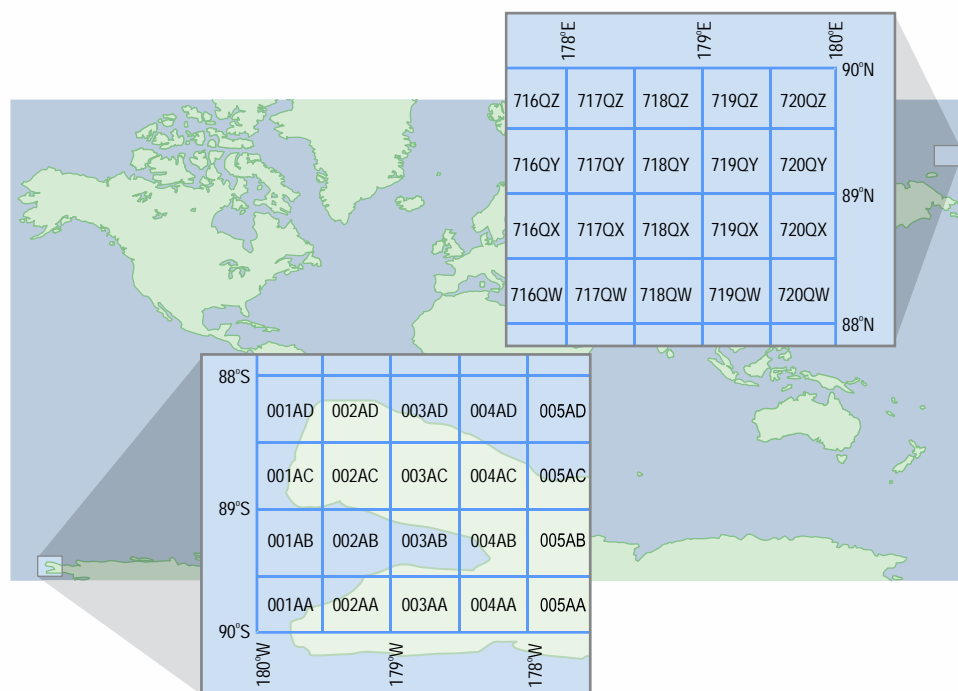 178°E 179°E 180°E
90°N
716QZ 717QZ 718QZ 719QZ 720QZ
716QY 717QY 718QY 719QY 720QY
89°N
716QX 717QX 718QX 719QX 720QX
716QW 717QW 718QW 719QW 720QW
88°N
88°S
001AD 002AD 003AD 004AD 005AD
001AC 002AC 003AC 004AC 005AC
89°S
001AB 002AB 003AB 004AB 005AB
001AA 002AA 003AA 004AA 005AA
90°S
180°W 179°W 178°W